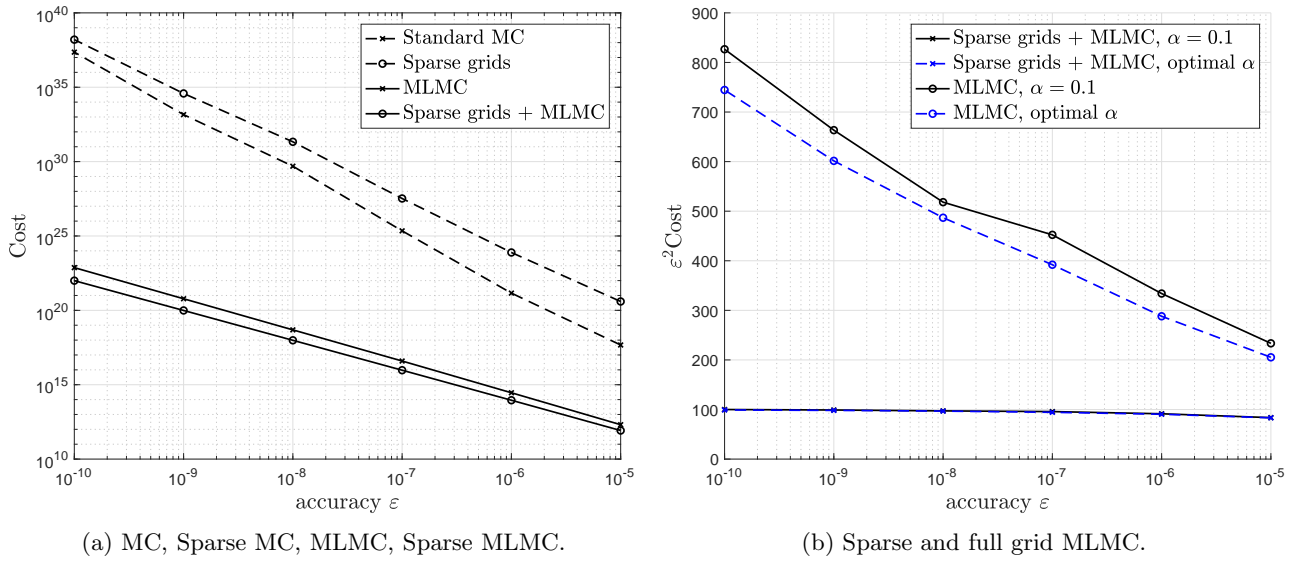 10^40
10^35
10^30
10^25
10^20
10^15
10^10
Cost
Standard MC
Sparse grids
MLMC
Sparse grids + MLMC
10^-10 10^-9 10^-8 10^-7 10^-6 10^-5
accuracy ε
(a) MC, Sparse MC, MLMC, Sparse MLMC.
900
800
700
600
500
400
300
200
100
0
ε²Cost
Sparse grids + MLMC, α = 0.1
Sparse grids + MLMC, optimal α
MLMC, α = 0.1
MLMC, optimal α
10^-10 10^-9 10^-8 10^-7 10^-6 10^-5
accuracy ε
(b) Sparse and full grid MLMC.